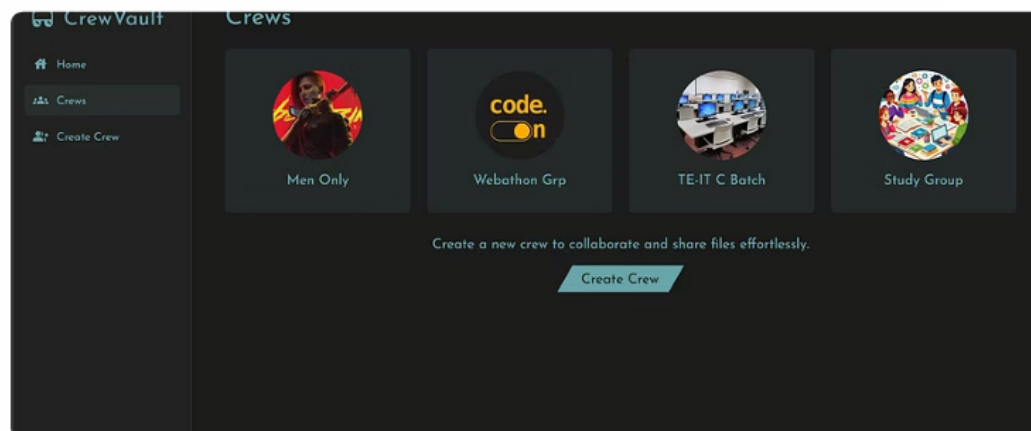 CrewVault
Crews
Home
Crews
Create Crew
code.
n
Men Only
Webathon Grp
TE-IT C Batch
Study Group
Create a new crew to collaborate and share files effortlessly.
Create Crew